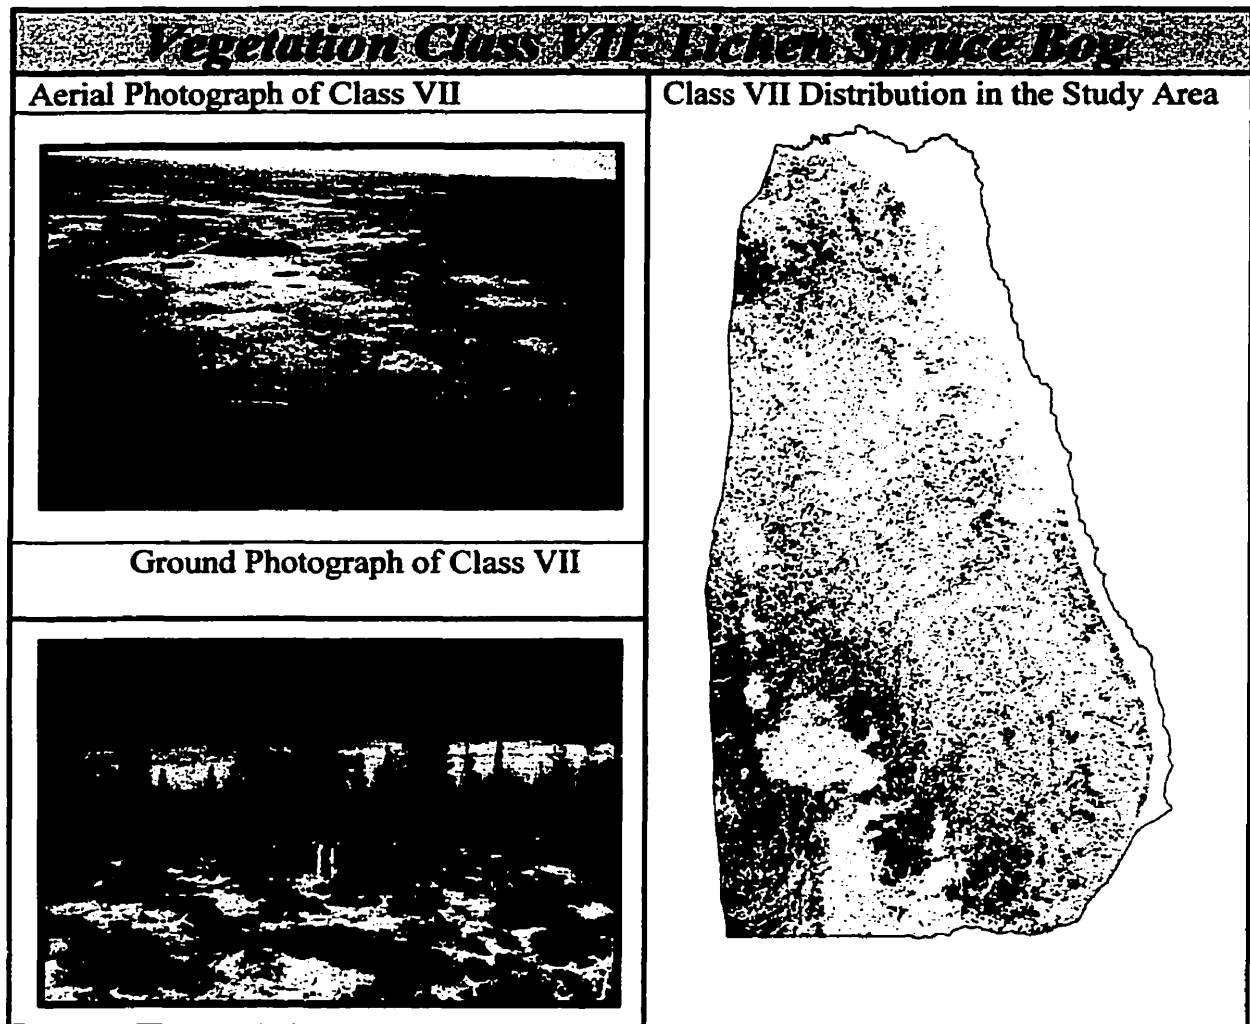 Vegetation Class VII: Lichen Spruce Bog
Aerial Photograph of Class VII
Class VII Distribution in the Study Area
Ground Photograph of Class VII